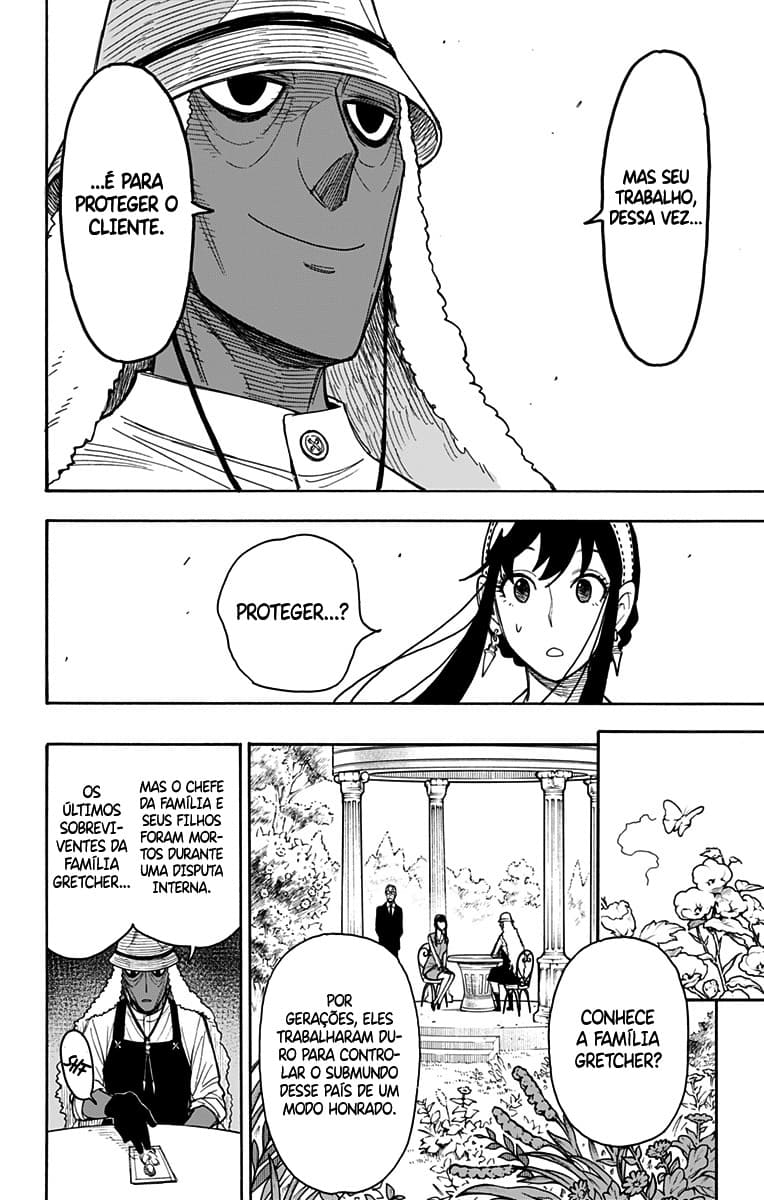 MAS SEU
TRABALHO,
DESSA VEZ...
...É PARA
PROTEGER O
CLIENTE.
PROTEGER...?
CONHECE
A FAMÍLIA
GRETCHER?
POR
GERAÇÕES, ELES
TRABALHARAM DU-
RO PARA CONTRO-
LAR O SUBMUNDO
DESSE PAÍS DE UM
MODO HONRADO.
MAS O CHEFE
DA FAMÍLIA E
SEUS FILHOS
FORAM MOR-
TOS DURANTE
UMA DISPUTA
INTERNA.
OS
ÚLTIMOS
SOBREVI-
VENTES DA
FAMÍLIA
GRETCHER...